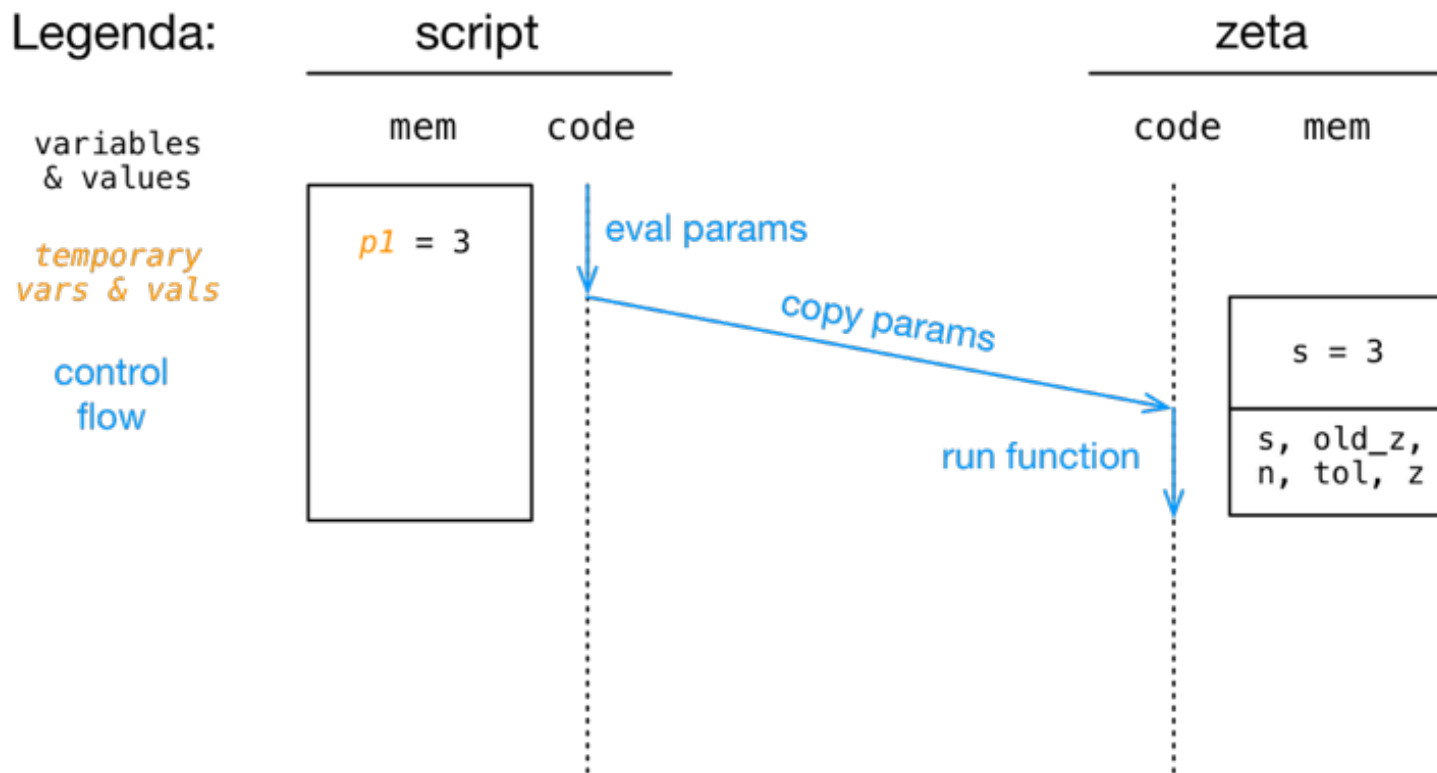 Legenda:
script
zeta
mem
code
code
mem
variables
& values
temporary
vars & vals
control
flow
p1 = 3
eval params
copy params
run function
s = 3
s, old_z,
n, tol, z